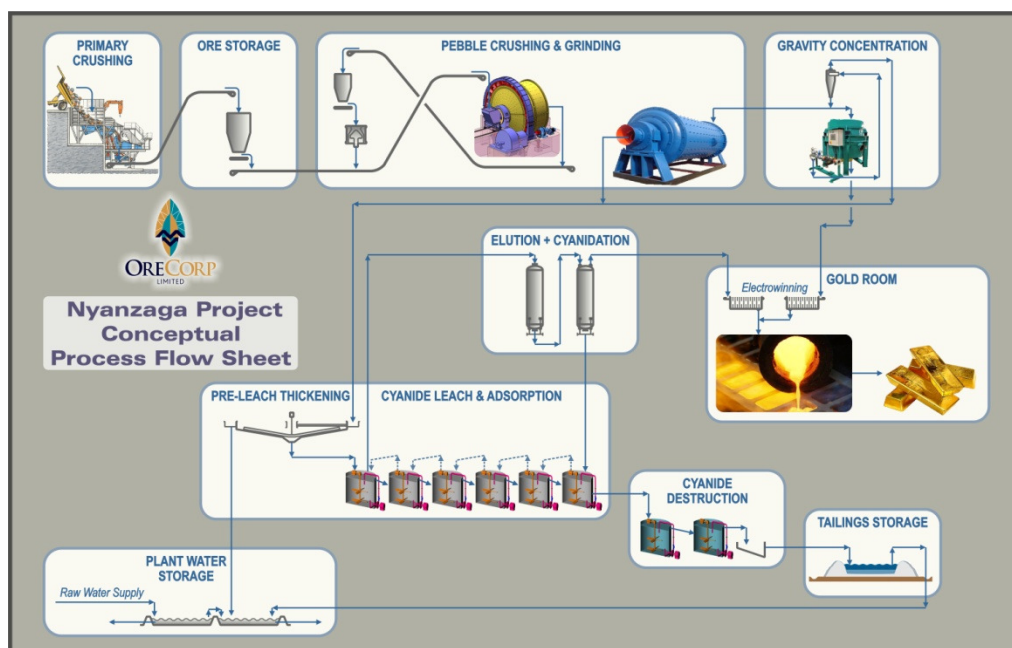 PRIMARY
CRUSHING
ORE STORAGE
PEBBLE CRUSHING & GRINDING
GRAVITY CONCENTRATION
ORECORP
LIMITED
Nyanzaga Project
Conceptual
Process Flow Sheet
ELUTION + CYANIDATION
GOLD ROOM
Electrowinning
PRE-LEACH THICKENING
CYANIDE LEACH & ADSORPTION
CYANIDE
DESTRUCTION
TAILINGS STORAGE
PLANT WATER
STORAGE
Raw Water Supply